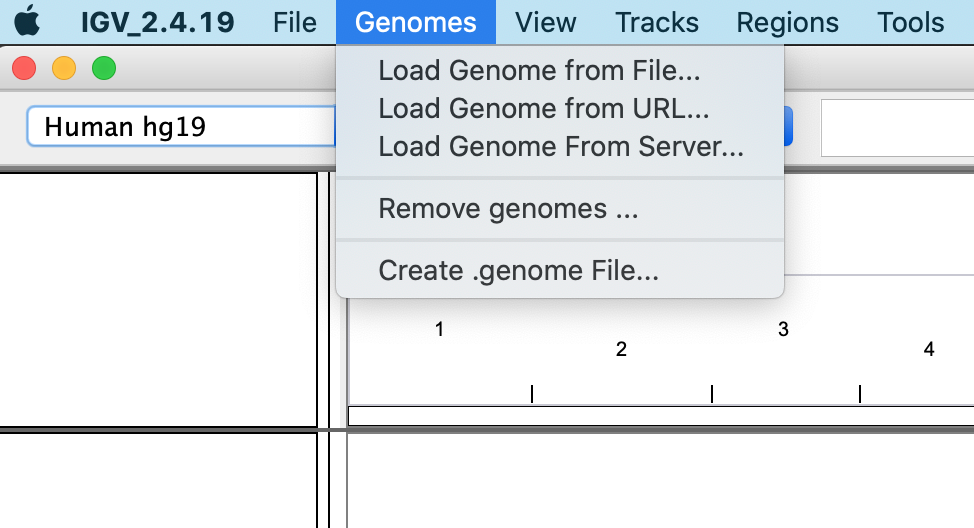 IGV_2.4.19 File Genomes View Tracks Regions Tools
Load Genome from File...
Load Genome from URL...
Human hg19
Load Genome From Server...
Remove genomes ...
Create .genome File...
1
2
3
4